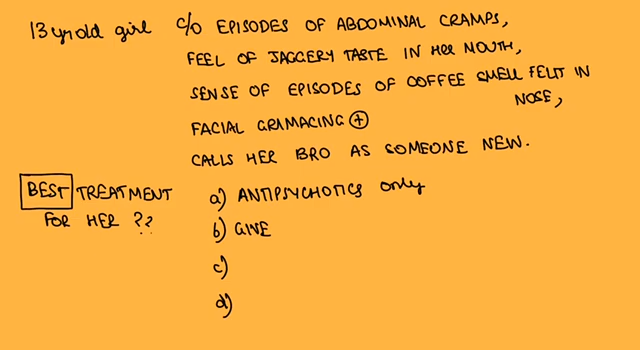 13 yr old girl c/o EPISODES OF ABDOMINAL CRAMPS,
FEEL OF JAGGERY TASTE IN Her MOUTH,
SENSE OF EPISODES OF COFFEE SMELL FELT IN
NOSE,
FACIAL GRIMACING ⊕
CALLS HER BRO AS SOMEONE NEW.
BEST TREATMENT
FOR HER ??
a) ANTIPSYCHOTICS only
b) GIVE
c)
d)